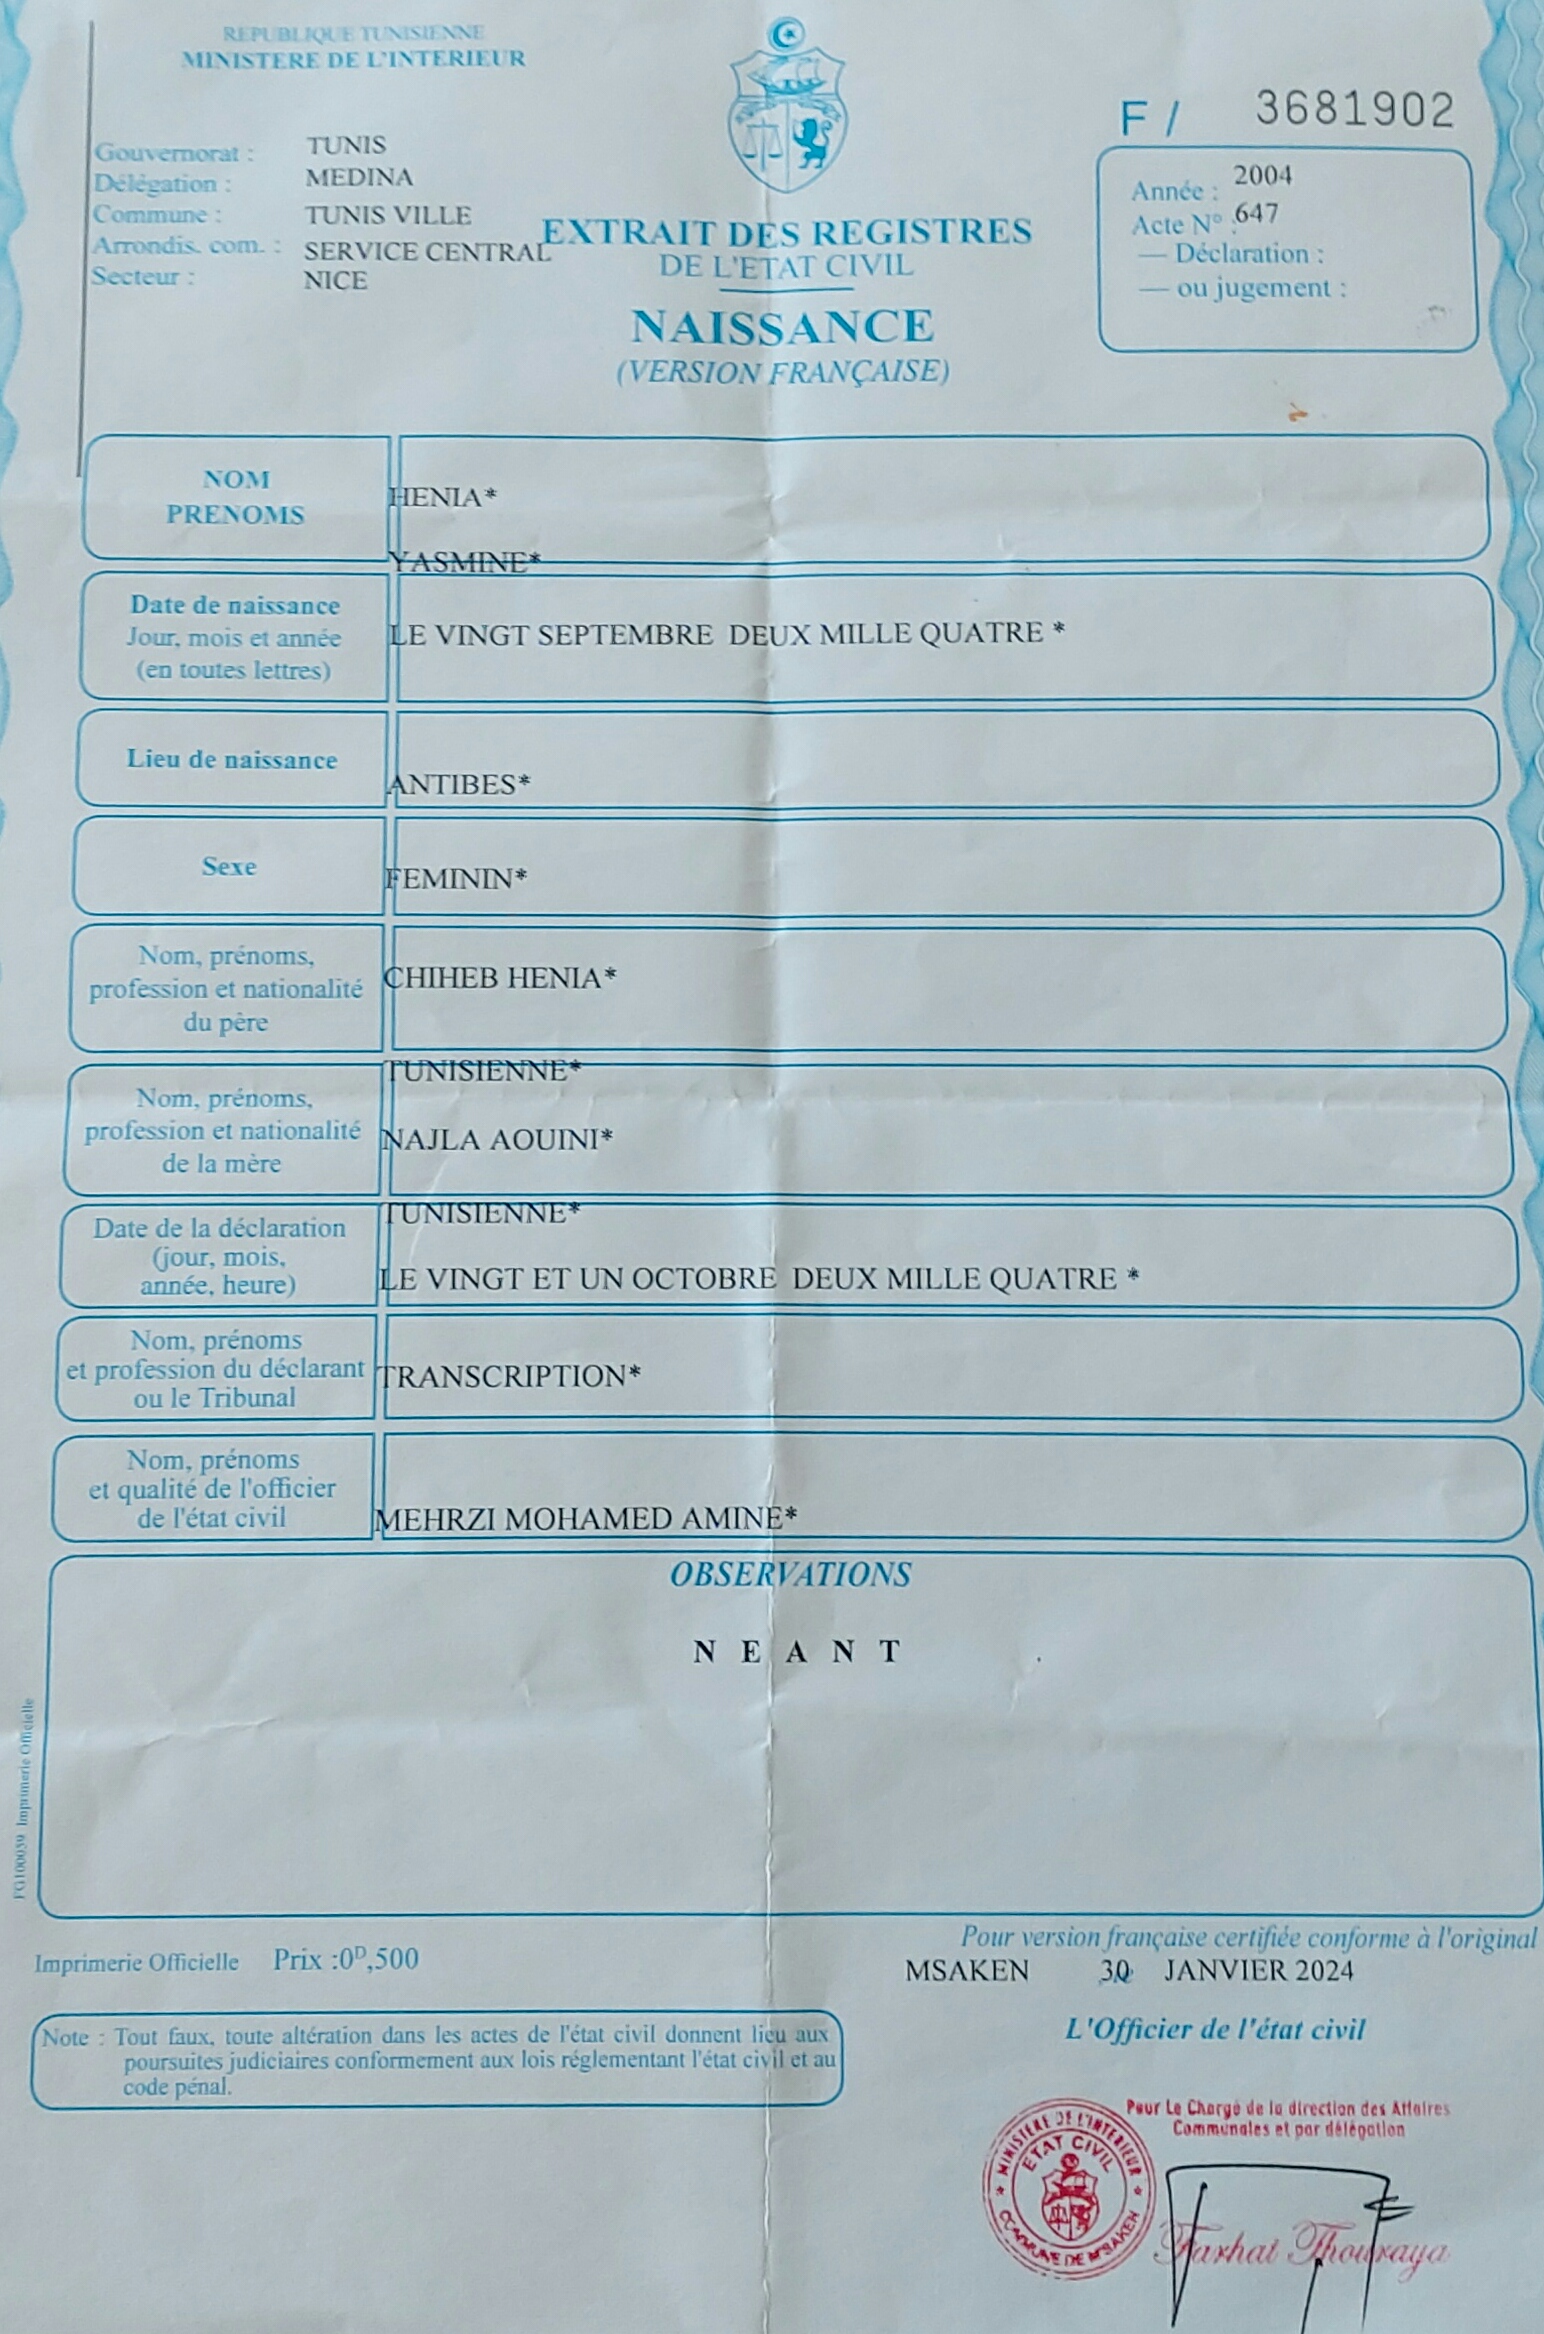 REPUBLIQUE TUNISIENNE
MINISTERE DE L'INTERIEUR
Gouvernorat : TUNIS
Délégation : MEDINA
Commune : TUNIS VILLE
Arrondis. com. : SERVICE CENTRAL
Secteur : NICE
EXTRAIT DES REGISTRES
DE L'ETAT CIVIL
NAISSANCE
(VERSION FRANÇAISE)
F / 3681902
Année : 2004
Acte N° : 647
— Déclaration :
— ou jugement :
NOM
PRENOMS
HENIA*
YASMINE*
Date de naissance
Jour, mois et année
(en toutes lettres)
LE VINGT SEPTEMBRE DEUX MILLE QUATRE *
Lieu de naissance
ANTIBES*
Sexe
FEMININ*
Nom, prénoms,
profession et nationalité
du père
CHIHEB HENIA*
TUNISIENNE*
Nom, prénoms,
profession et nationalité
de la mère
NAJLA AOUINI*
TUNISIENNE*
Date de la déclaration
(jour, mois,
année, heure)
LE VINGT ET UN OCTOBRE DEUX MILLE QUATRE *
Nom, prénoms
et profession du déclarant
ou le Tribunal
TRANSCRIPTION*
Nom, prénoms
et qualité de l'officier
de l'état civil
MEHRZI MOHAMED AMINE*
OBSERVATIONS
N E A N T
FG100039 Imprimerie Officielle
Imprimerie Officielle Prix :0ᴰ,500
Pour version française certifiée conforme à l'original
MSAKEN 30 JANVIER 2024
L'Officier de l'état civil
Note : Tout faux, toute altération dans les actes de l'état civil donnent lieu aux
poursuites judiciaires conformement aux lois réglementant l'état civil et au
code pénal.
Pour Le Chargé de la direction des Affaires
Communales et par délégation
MINISTERE DE L'INTERIEUR
ETAT CIVIL
COMMUNE DE M'SAKEN
Farhat Thouraya